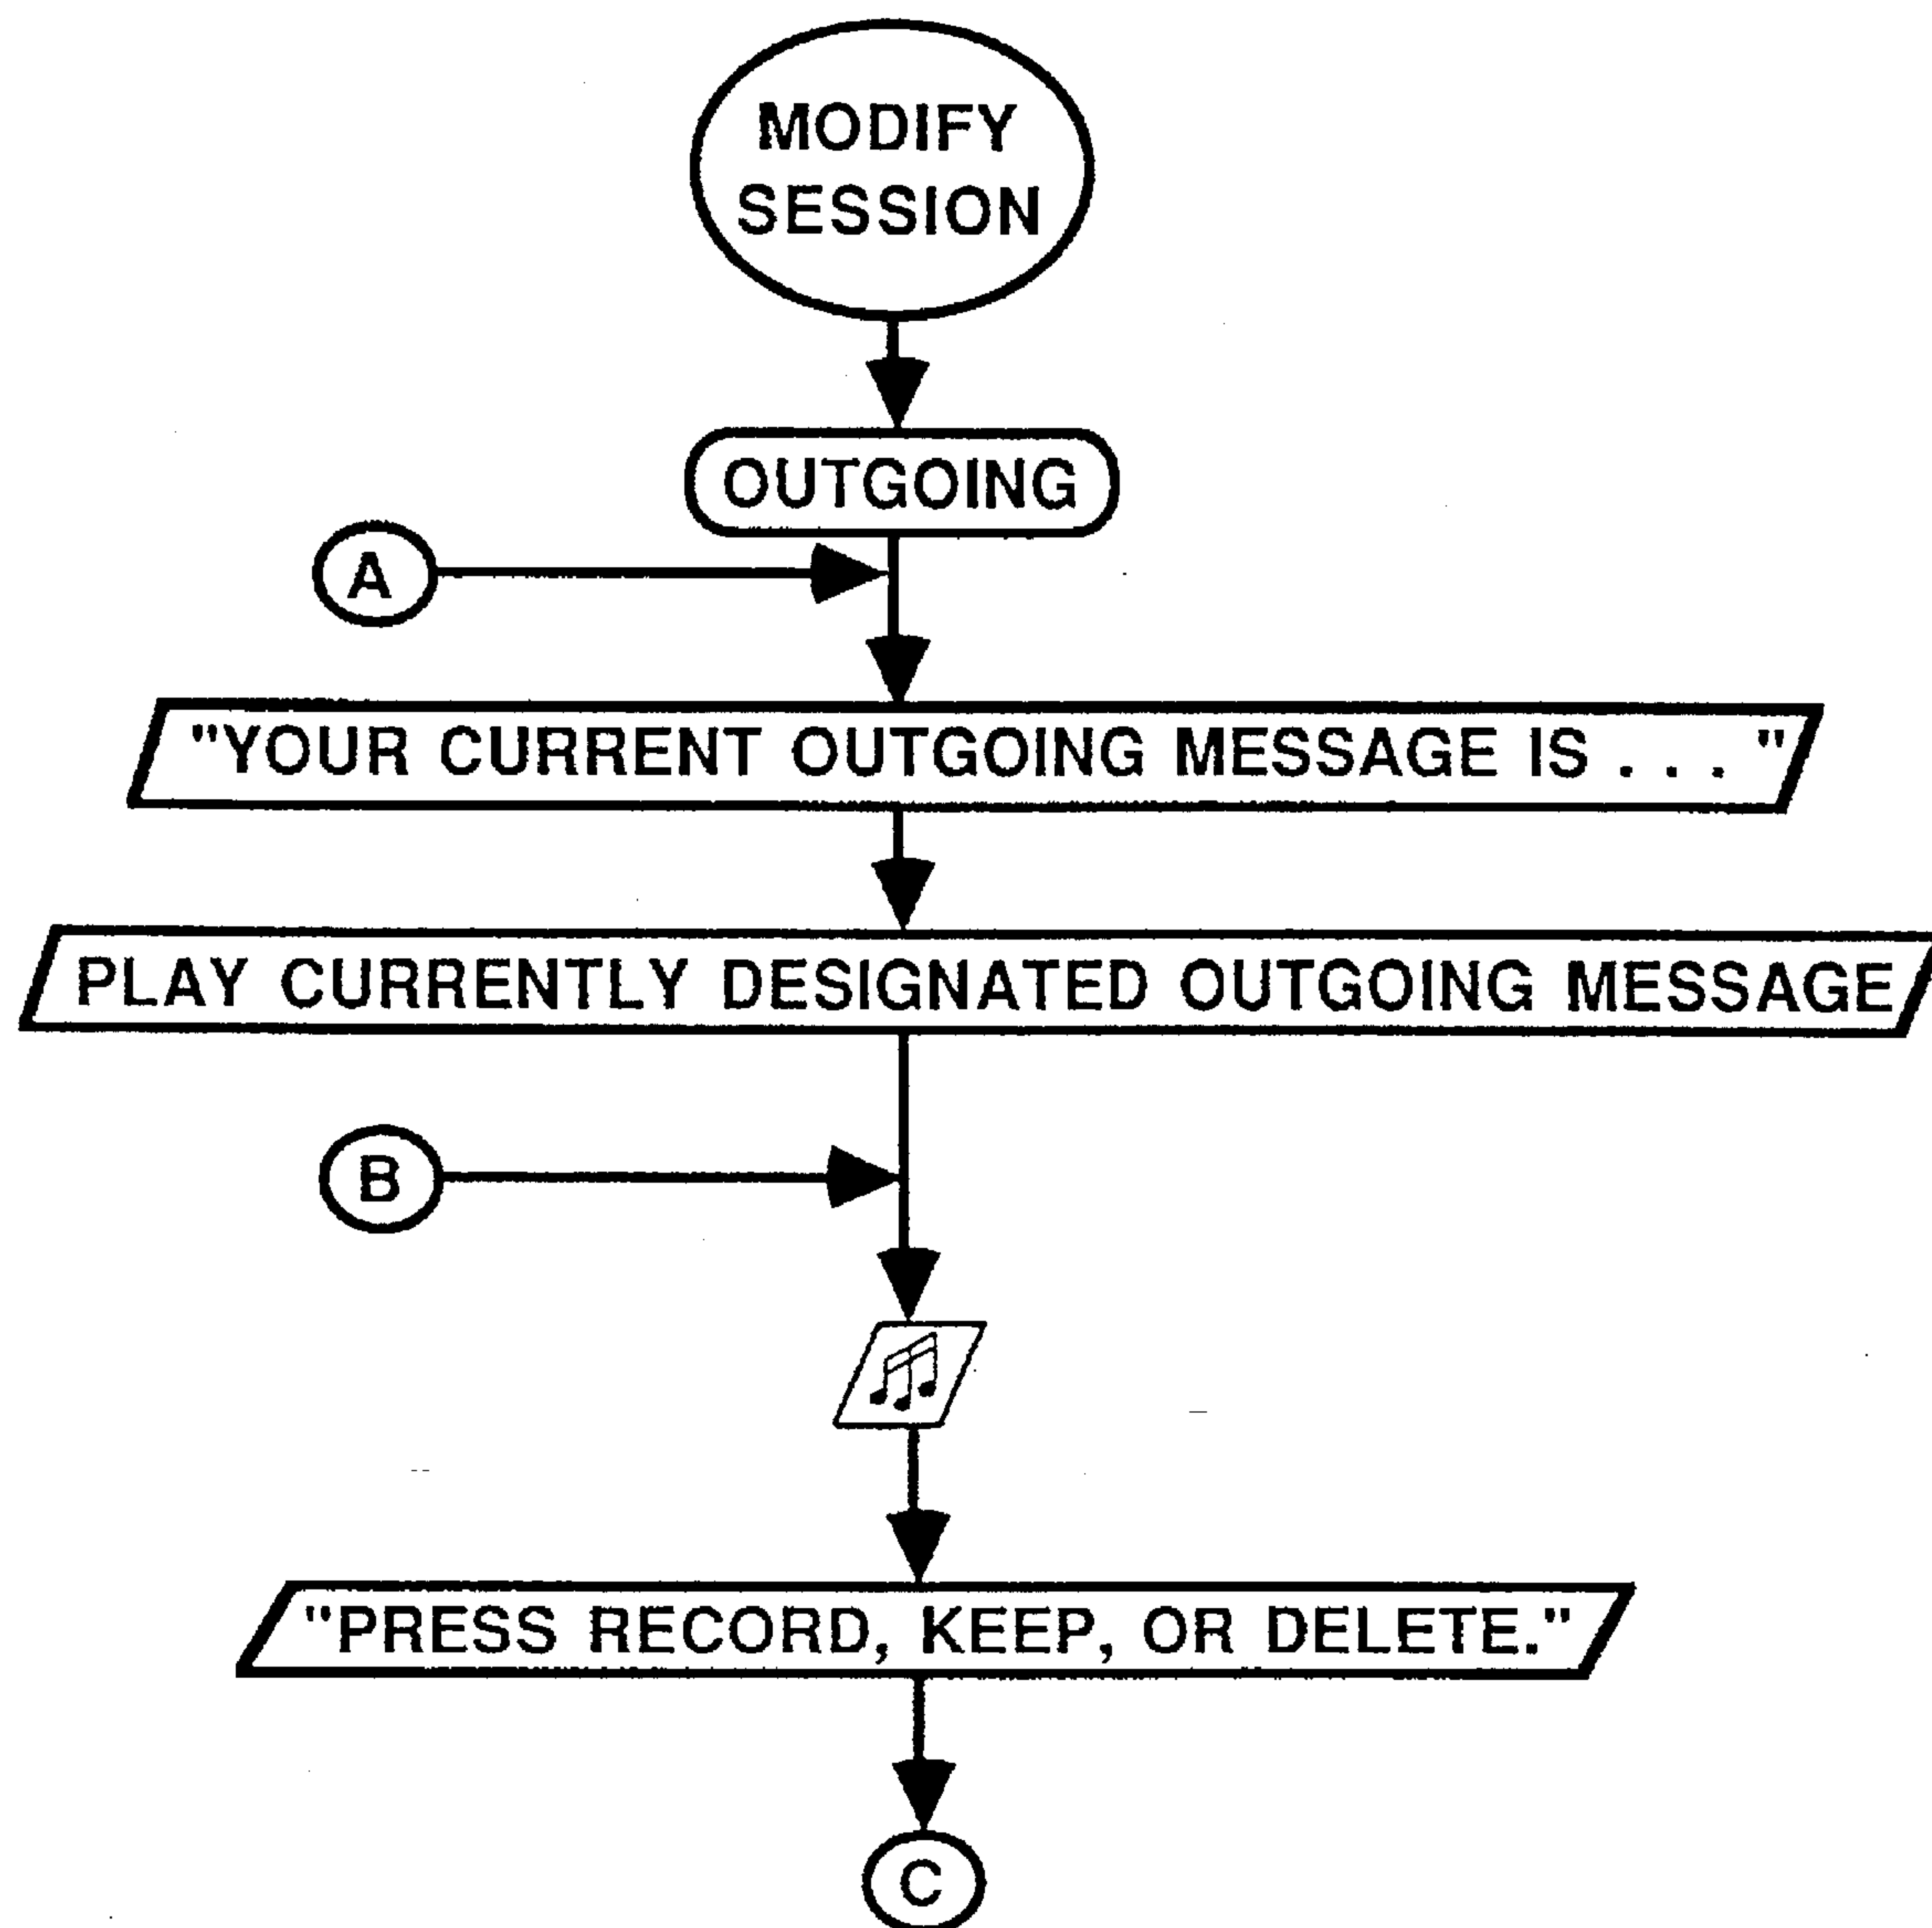 MODIFY
SESSION
OUTGOING
A
"YOUR CURRENT OUTGOING MESSAGE IS . . . "
PLAY CURRENTLY DESIGNATED OUTGOING MESSAGE
B
"PRESS RECORD, KEEP, OR DELETE."
C